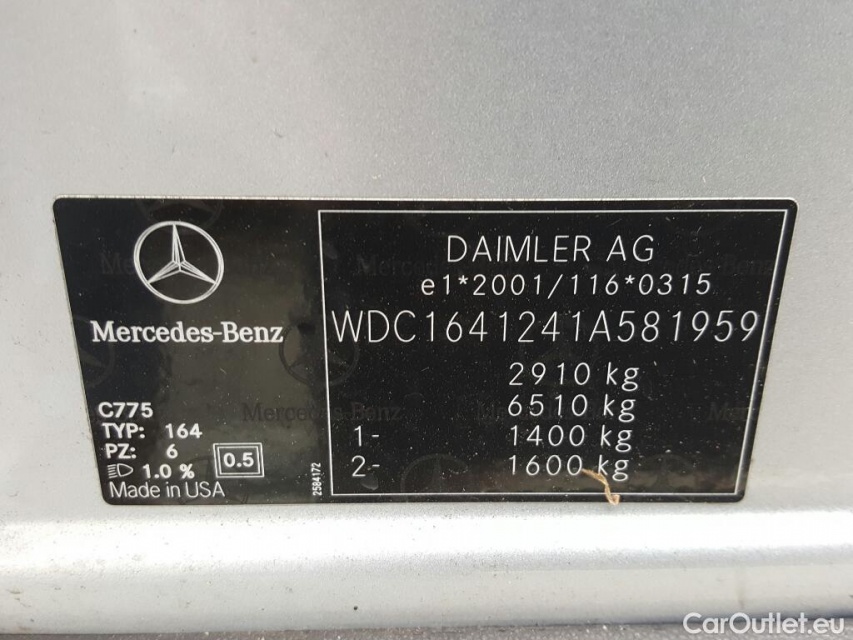 Mercedes-Benz
C775
TYP: 164
PZ: 6
1.0 %
0.5
Made in USA
2584172
DAIMLER AG
e1*2001/116*0315
WDC1641241A581959
2910 kg
6510 kg
1- 1400 kg
2- 1600 kg
CarOutlet.eu